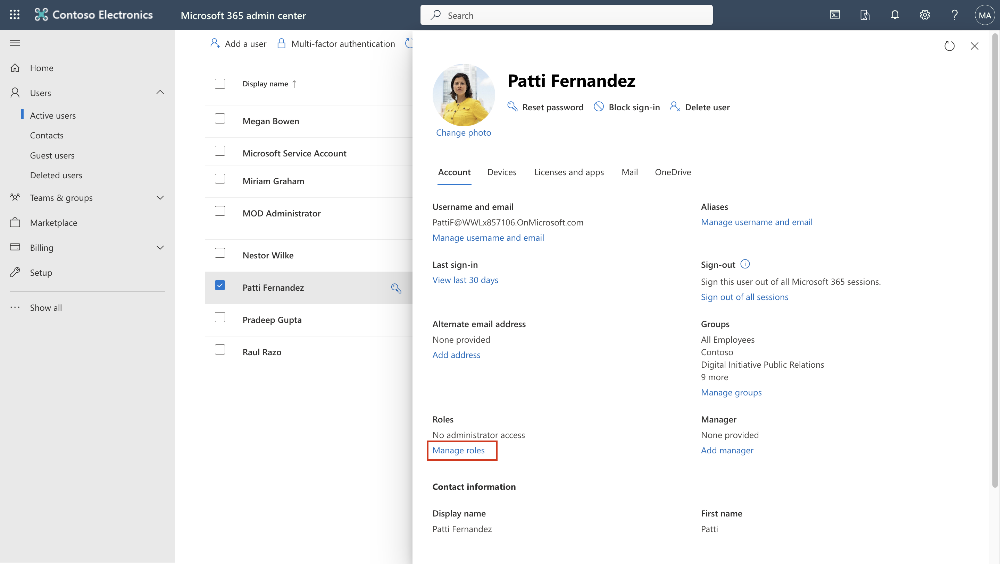 Contoso Electronics
Microsoft 365 admin center
Search
MA
Home
Users
Active users
Contacts
Guest users
Deleted users
Teams & groups
Marketplace
Billing
Setup
Show all
Add a user
Multi-factor authentication
Display name ↑
Megan Bowen
Microsoft Service Account
Miriam Graham
MOD Administrator
Nestor Wilke
Patti Fernandez
Pradeep Gupta
Raul Razo
Patti Fernandez
Reset password
Block sign-in
Delete user
Change photo
Account
Devices
Licenses and apps
Mail
OneDrive
Username and email
PattiF@WWLx857106.OnMicrosoft.com
Manage username and email
Aliases
Manage username and email
Last sign-in
View last 30 days
Sign-out
Sign this user out of all Microsoft 365 sessions.
Sign out of all sessions
Alternate email address
None provided
Add address
Groups
All Employees
Contoso
Digital Initiative Public Relations
9 more
Manage groups
Roles
No administrator access
Manage roles
Manager
None provided
Add manager
Contact information
Display name
Patti Fernandez
First name
Patti